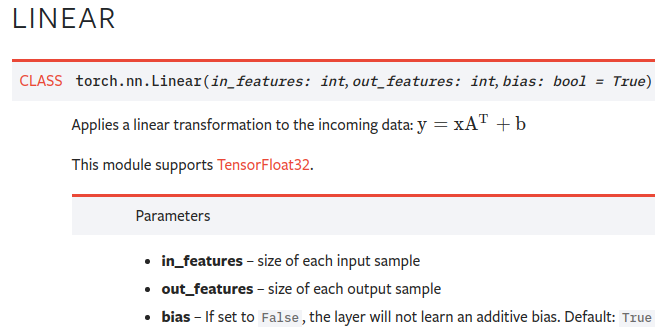 LINEAR
CLASS torch.nn.Linear(in_features: int, out_features: int, bias: bool = True)
Applies a linear transformation to the incoming data: y = xAᵀ + b
This module supports TensorFloat32.
Parameters
• in_features – size of each input sample
• out_features – size of each output sample
• bias – If set to False, the layer will not learn an additive bias. Default: True